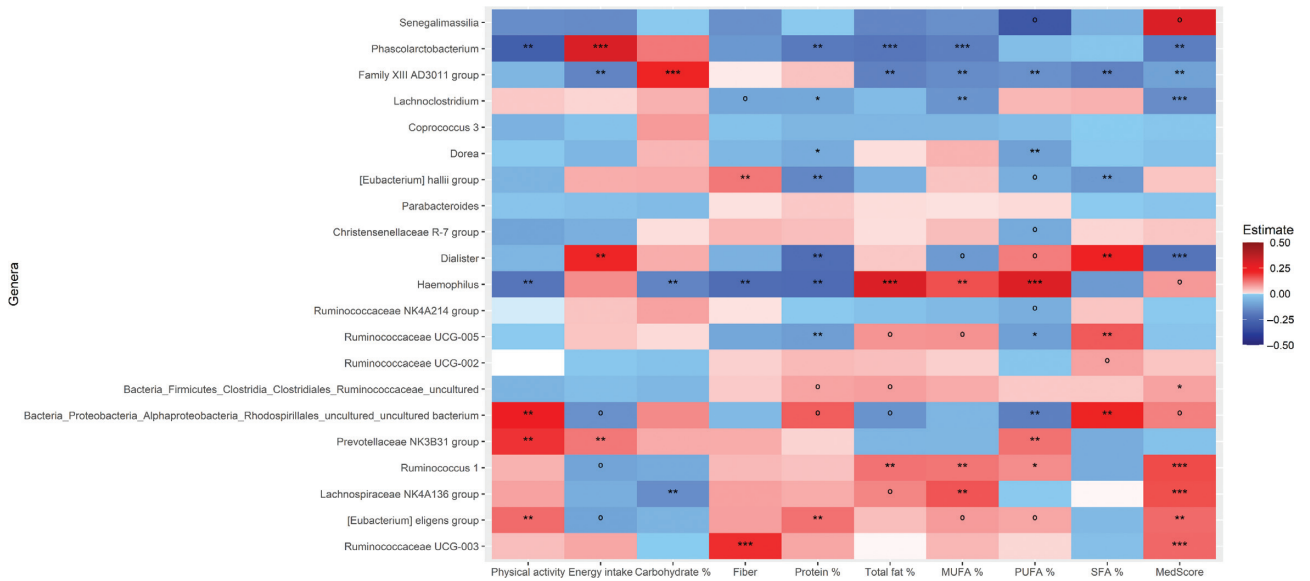 Genera
Senegalimassilia o o
Phascolarctobacterium ** *** ** *** *** **
Family XIII AD3011 group ** *** ** ** ** ** **
Lachnoclostridium o * ** ***
Coprococcus 3
Dorea * **
[Eubacterium] hallii group ** ** o **
Parabacteroides
Christensenellaceae R-7 group o
Dialister ** ** o o ** ***
Haemophilus ** ** ** ** *** ** *** o
Ruminococcaceae NK4A214 group o
Ruminococcaceae UCG-005 ** o o * **
Ruminococcaceae UCG-002 o
Bacteria_Firmicutes_Clostridia_Clostridiales_Ruminococcaceae_uncultured o o *
Bacteria_Proteobacteria_Alphaproteobacteria_Rhodospirillales_uncultured_uncultured bacterium ** o o o ** ** o
Prevotellaceae NK3B31 group ** ** **
Ruminococcus 1 o ** ** * ***
Lachnospiraceae NK4A136 group ** o ** ***
[Eubacterium] eligens group ** o ** o o **
Ruminococcaceae UCG-003 *** ***
Physical activity Energy intake Carbohydrate % Fiber Protein % Total fat % MUFA % PUFA % SFA % MedScore
Estimate
0.50
0.25
0.00
−0.25
−0.50